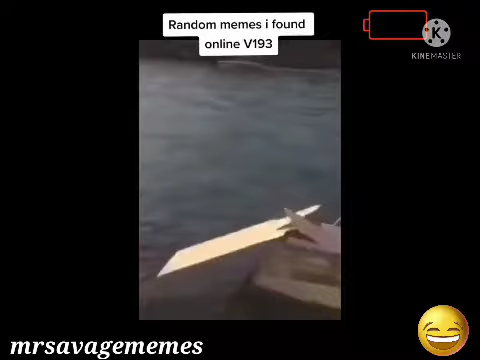 Random memes i found
online V193
K
KINEMASTER
mrsavagememes